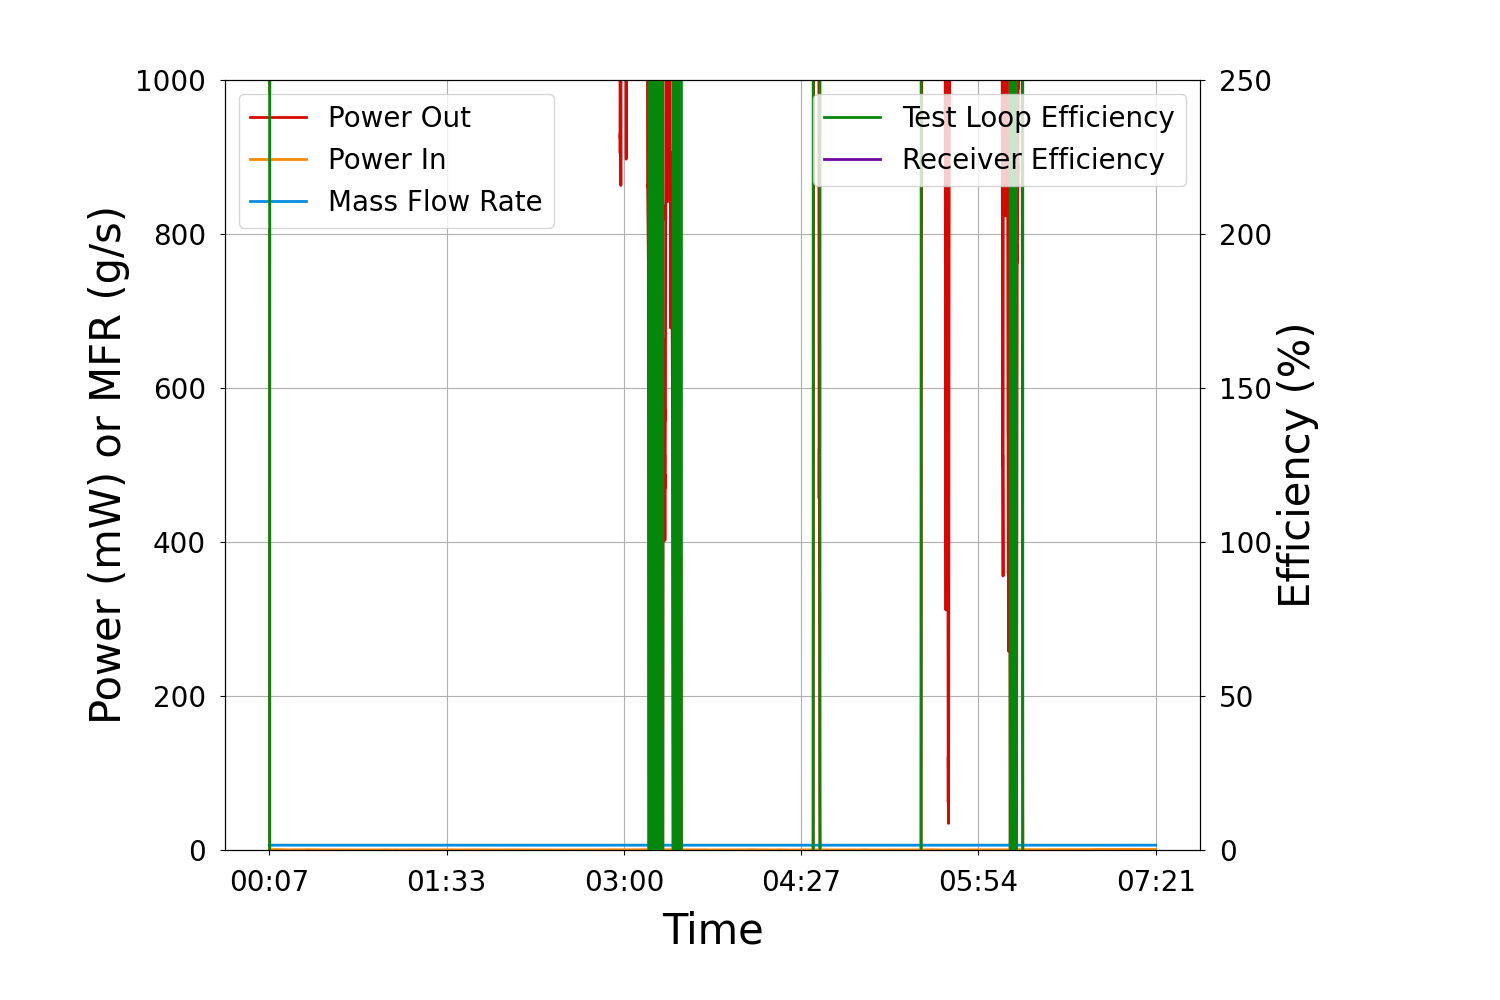 1000
800
600
400
200
0
Power (mW) or MFR (g/s)
Power Out
Power In
Mass Flow Rate
Test Loop Efficiency
Receiver Efficiency
250
200
150
100
50
0
Efficiency (%)
00:07 01:33 03:00 04:27 05:54 07:21
Time